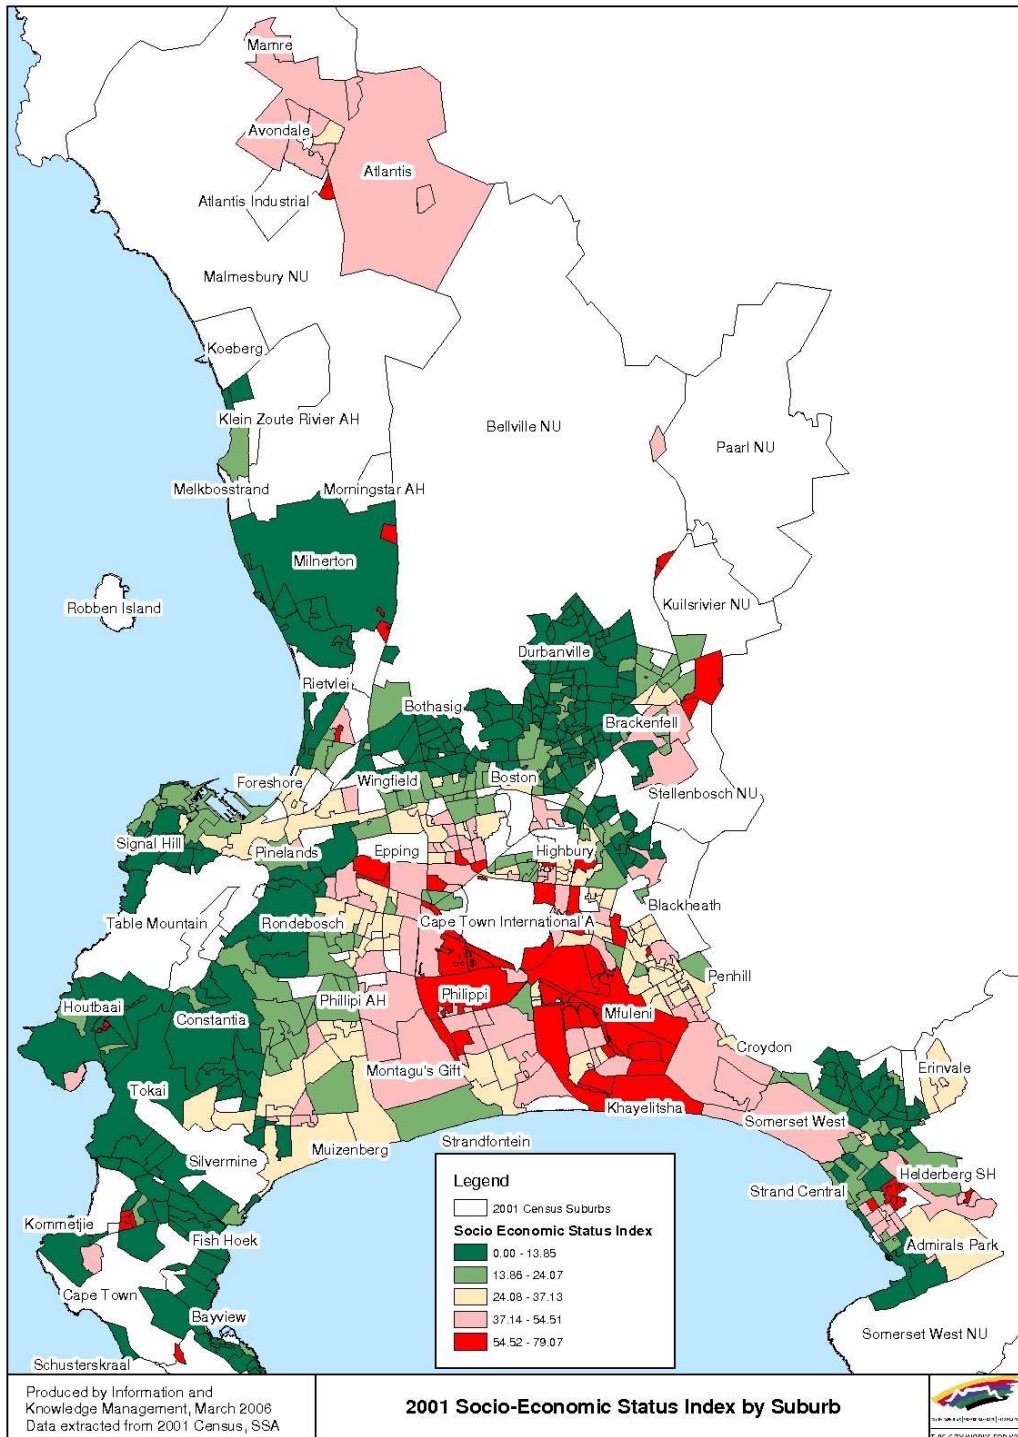 Mamre
Avondale
Atlantis
Atlantis Industrial
Malmesbury NU
Koeberg
Klein Zoute Rivier AH
Bellville NU
Paarl NU
Melkbosstrand
Morningstar AH
Milnerton
Robben Island
Kuilsrivier NU
Durbanville
Rietvlei
Bothasig
Brackenfell
Foreshore
Wingfield
Boston
Stellenbosch NU
Signal Hill
Pinelands
Epping
Highbury
Blackheath
Table Mountain
Rondebosch
Cape Town International A
Penhill
Houtbaai
Constantia
Phillipi AH
Philippi
Mfuleni
Croydon
Erinvale
Tokai
Montagu's Gift
Khayelitsha
Somerset West
Muizenberg
Strandfontein
Silvermine
Helderberg SH
Strand Central
Kommetjie
Fish Hoek
Admirals Park
Cape Town
Bayview
Somerset West NU
Schusterskraal
Legend
2001 Census Suburbs
Socio Economic Status Index
0.00 - 13.85
13.86 - 24.07
24.08 - 37.13
37.14 - 54.51
54.52 - 79.07
Produced by Information and
Knowledge Management, March 2006
Data extracted from 2001 Census, SSA
2001 Socio-Economic Status Index by Suburb